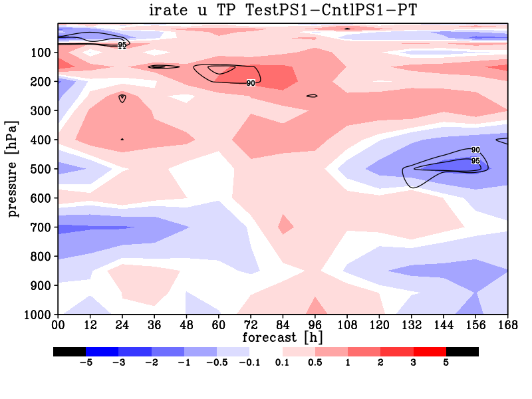 irate u TP TestPS1-CntlPS1-PT
95
100
90
200
300
pressure [hPa]
400
90
95
500
600
700
800
900
1000
00 12 24 36 48 60 72 84 96 108 120 132 144 156 168
forecast [h]
-5 -3 -2 -1 -0.5 -0.1 0.1 0.5 1 2 3 5